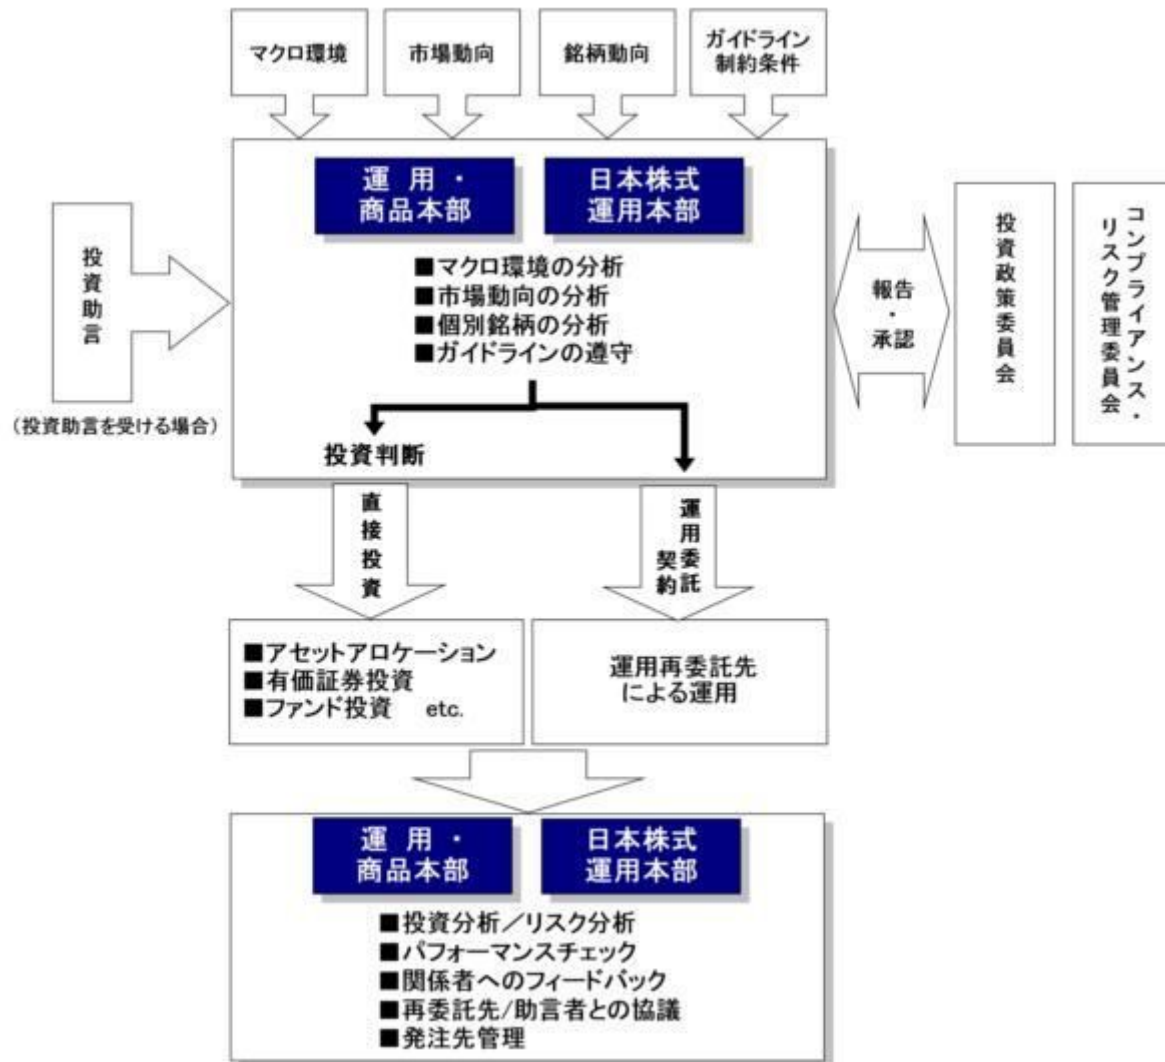 マクロ環境
市場動向
銘柄動向
ガイドライン
制約条件
運 用 ・
商品本部
日本株式
運用本部
投資助言
(投資助言を受ける場合)
■マクロ環境の分析
■市場動向の分析
■個別銘柄の分析
■ガイドラインの遵守
投資判断
報告
・
承認
投資政策委員会
コンプライアンス・
リスク管理委員会
直接投資
運用委託
契約
■アセットアロケーション
■有価証券投資
■ファンド投資 etc.
運用再委託先
による運用
運 用 ・
商品本部
日本株式
運用本部
■投資分析／リスク分析
■パフォーマンスチェック
■関係者へのフィードバック
■再委託先/助言者との協議
■発注先管理